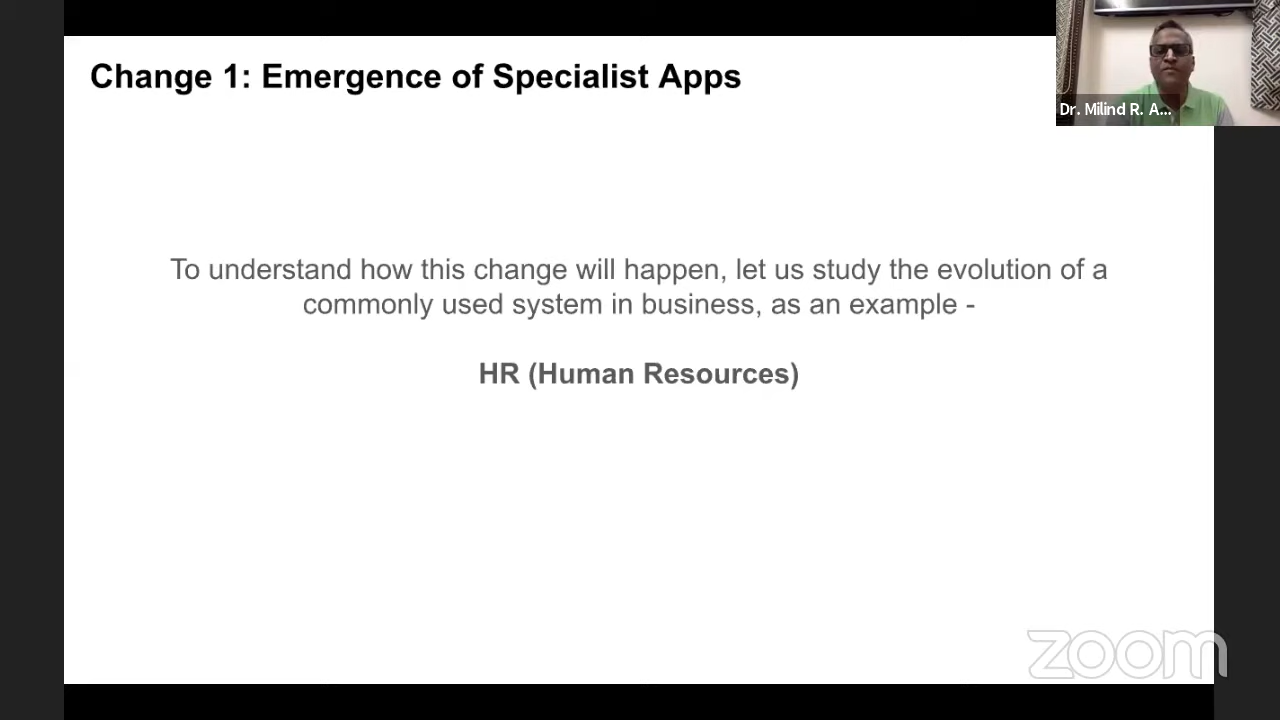 Change 1: Emergence of Specialist Apps
Dr. Milind R. A...
To understand how this change will happen, let us study the evolution of a
commonly used system in business, as an example -
HR (Human Resources)
zoom